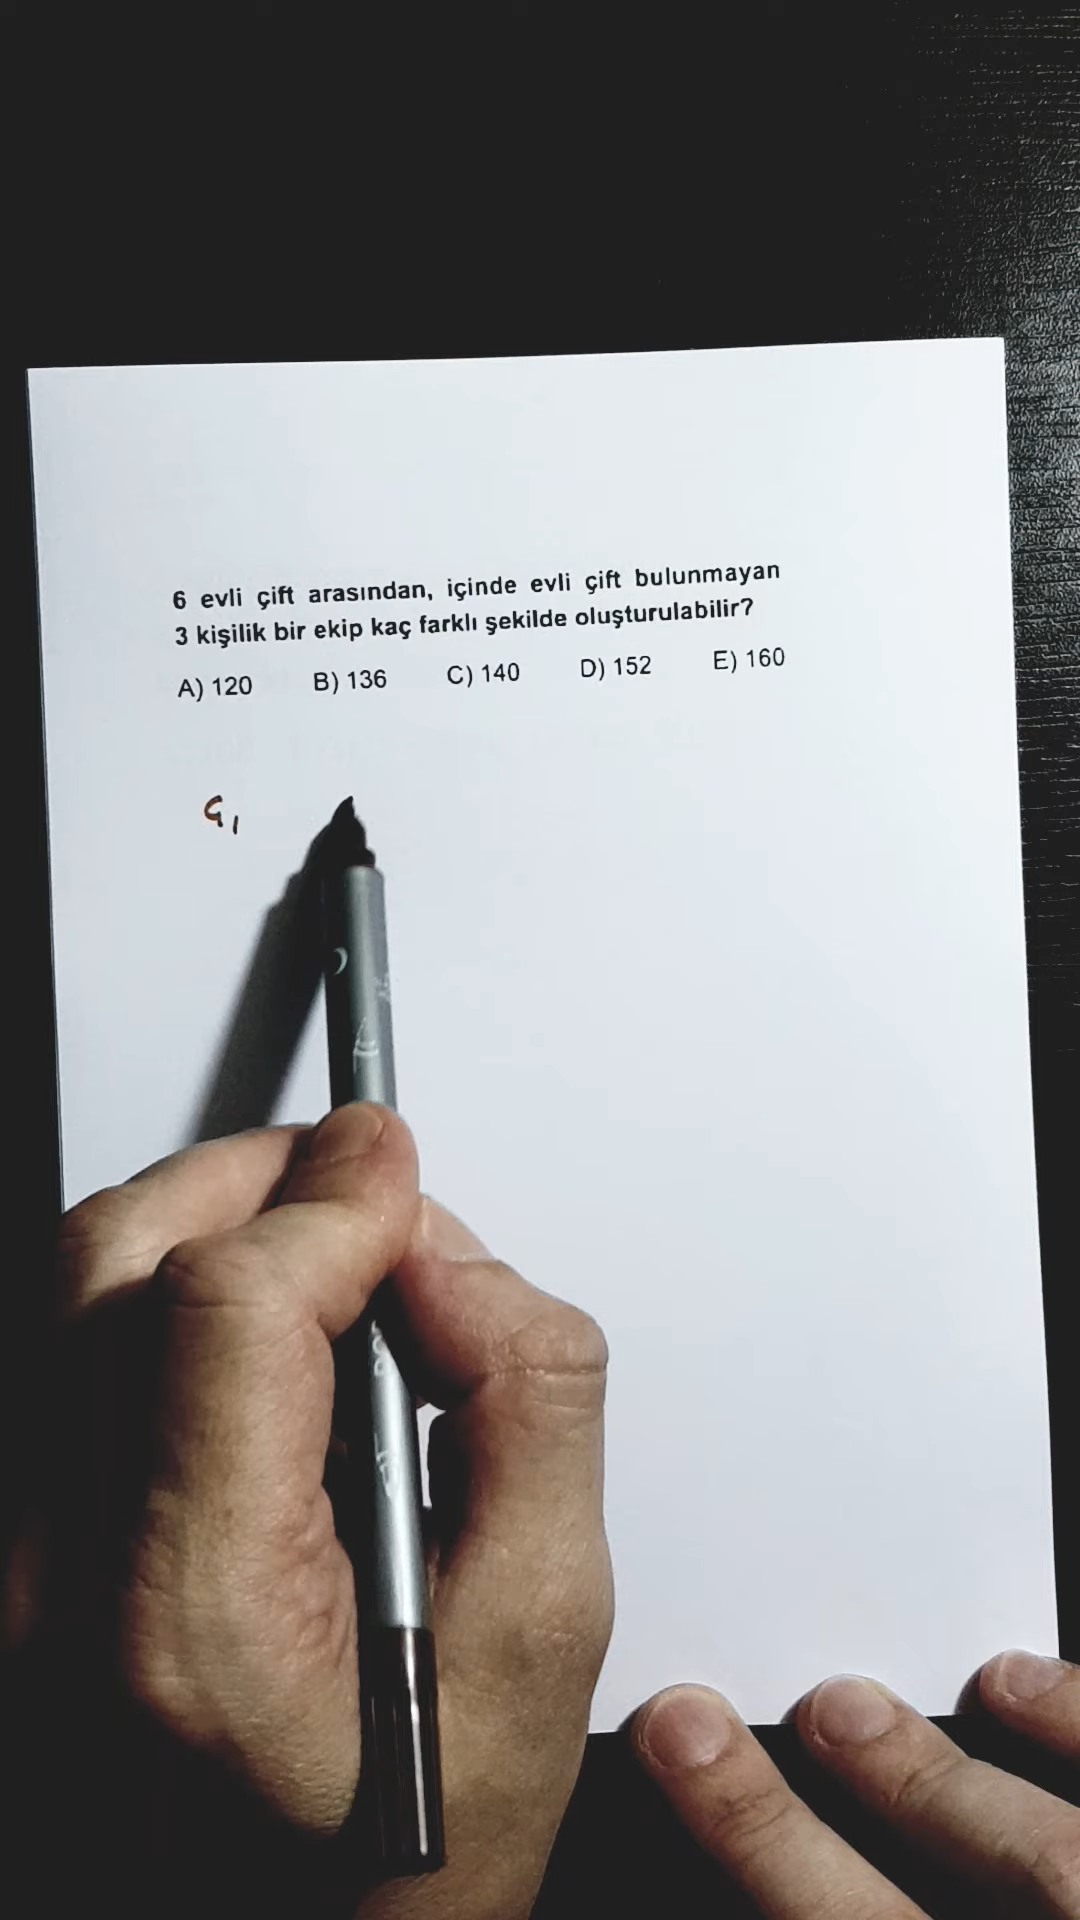 6 evli çift arasından, içinde evli çift bulunmayan
3 kişilik bir ekip kaç farklı şekilde oluşturulabilir?
A) 120 B) 136 C) 140 D) 152 E) 160
Ç₁